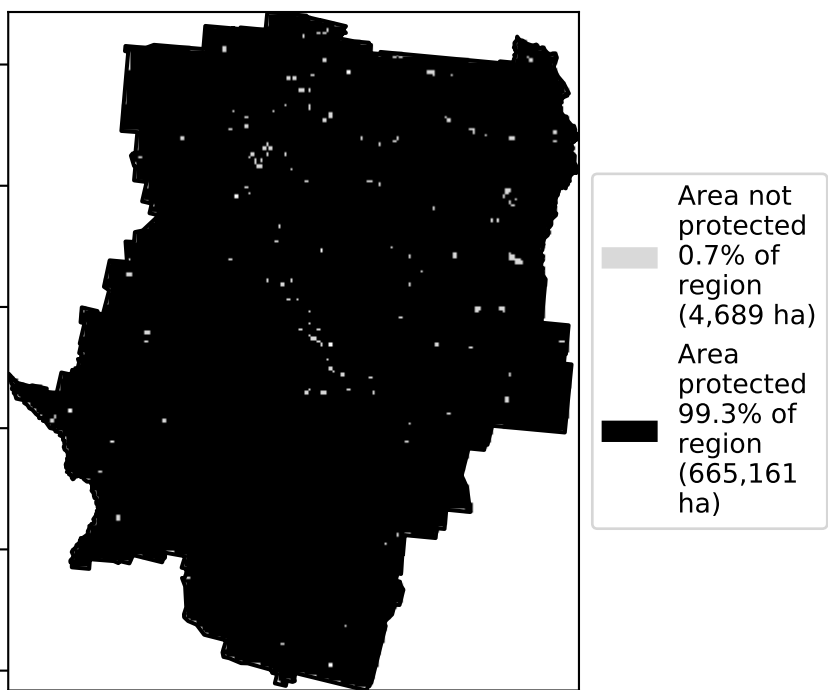 Area not
protected
0.7% of
region
(4,689 ha)
Area
protected
99.3% of
region
(665,161
ha)